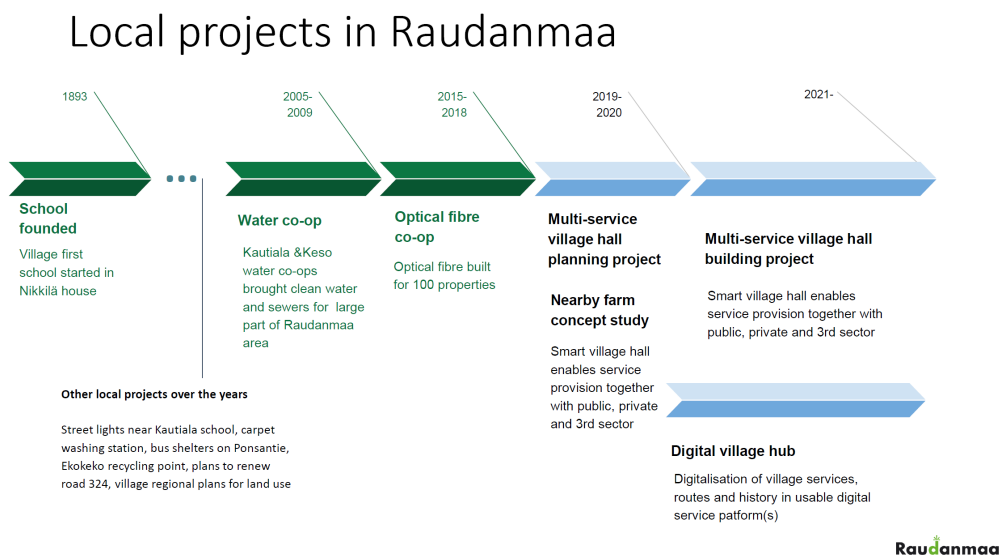 Local projects in Raudanmaa
1893
2005-
2009
2015-
2018
2019-
2020
2021-
School
founded
Village first
school started in
Nikkilä house
Water co-op
Kautiala &Keso
water co-ops
brought clean water
and sewers for large
part of Raudanmaa
area
Optical fibre
co-op
Optical fibre built
for 100 properties
Multi-service
village hall
planning project
Nearby farm
concept study
Smart village hall
enables service
provision together
with public, private
and 3rd sector
Multi-service village hall
building project
Smart village hall enables
service provision together with
public, private and 3rd sector
Other local projects over the years
Street lights near Kautiala school, carpet
washing station, bus shelters on Ponsantie,
Ekokeko recycling point, plans to renew
road 324, village regional plans for land use
Digital village hub
Digitalisation of village services,
routes and history in usable digital
service patform(s)
Raudanmaa